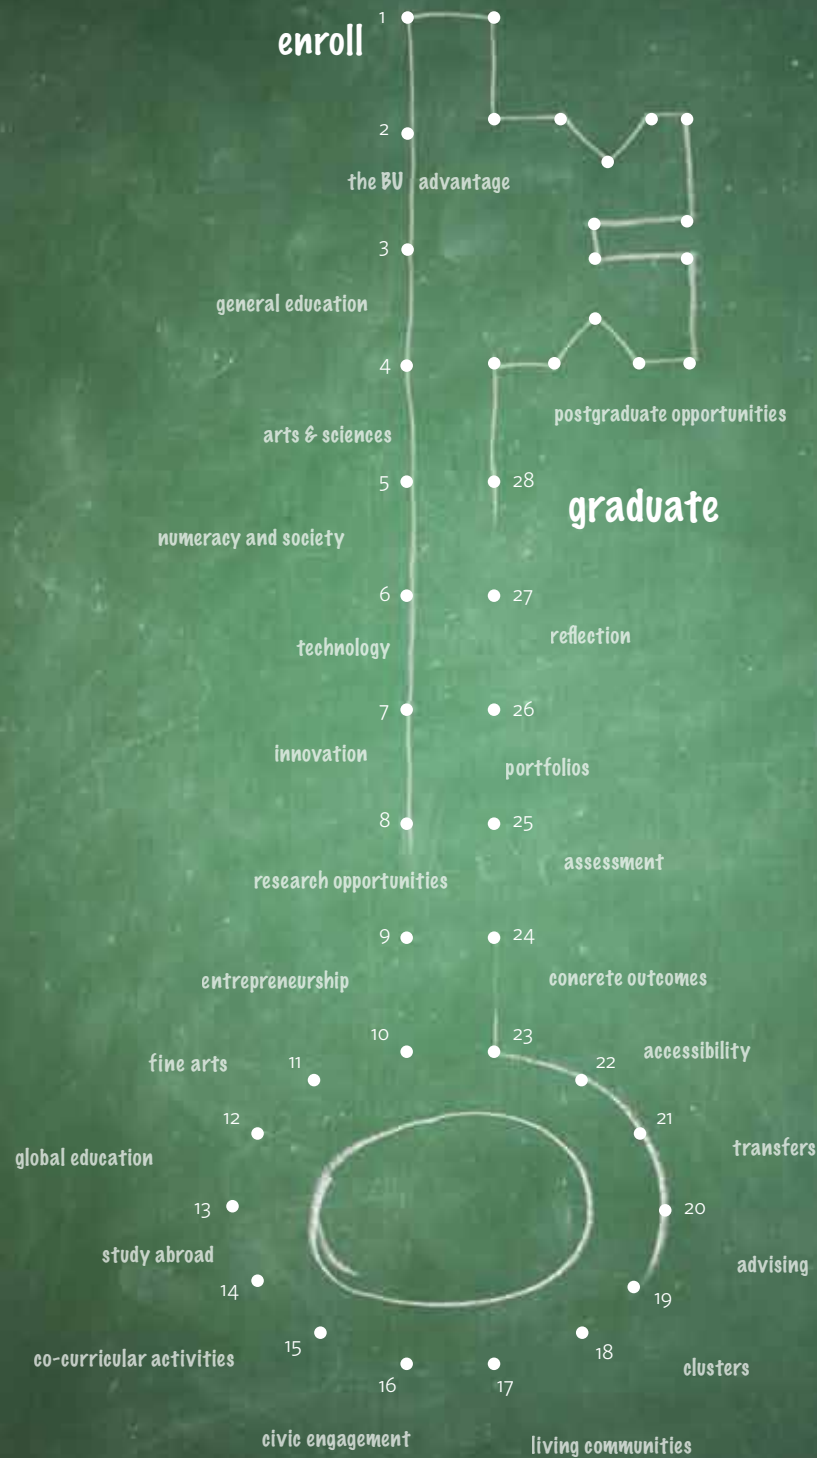 1
enroll
2
the BU advantage
3
general education
4
postgraduate opportunities
arts & sciences
5
28
graduate
numeracy and society
6
27
reflection
technology
7
26
innovation
portfolios
8
25
assessment
research opportunities
9
24
entrepreneurship
concrete outcomes
10
23
fine arts
11
22
accessibility
12
21
global education
transfers
13
20
study abroad
advising
14
19
15
18
co-curricular activities
clusters
16
17
civic engagement
living communities